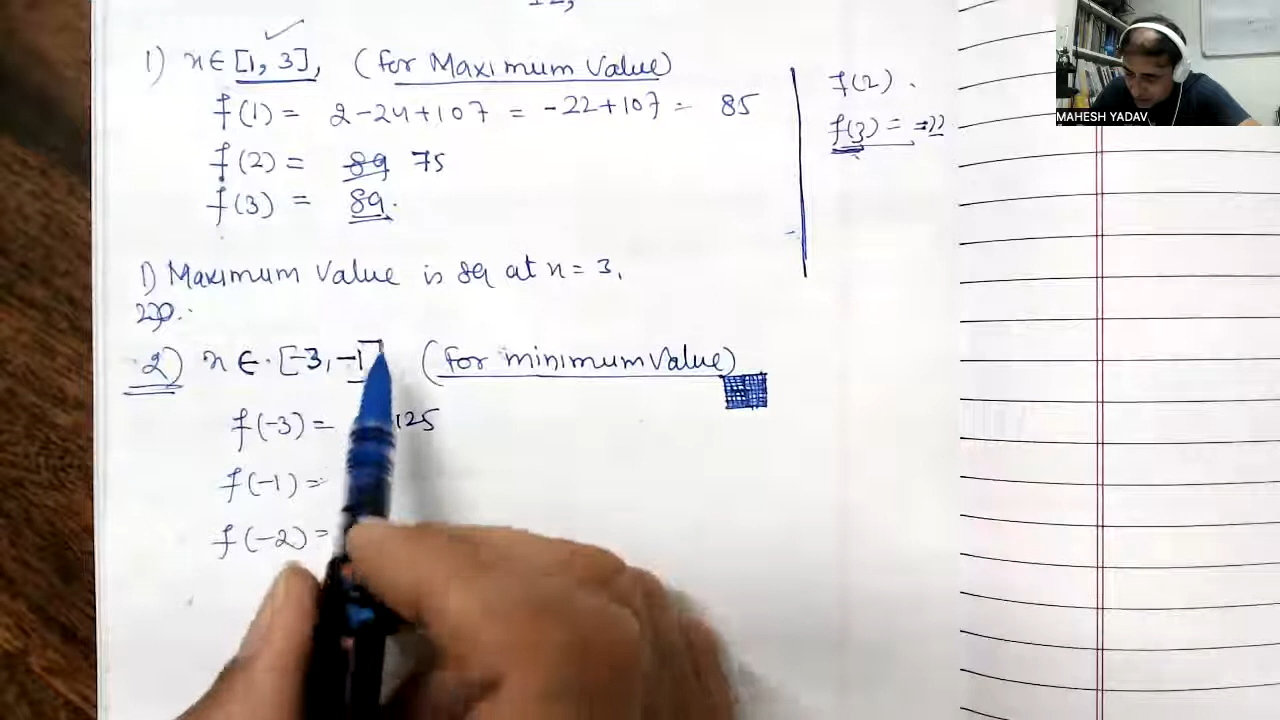 1) x ∈ [1, 3], (for Maximum Value)
f(1) = 2-24+107 = -22+107 = 85
f(2) = 89 75
f(3) = 89.
1) Maximum Value is 89 at x = 3.
2) x ∈ [-3, -1] (for minimum Value)
f(-3) = 125
f(-1) =
f(-2) =
f(2).
f(3) =
MAHESH YADAV